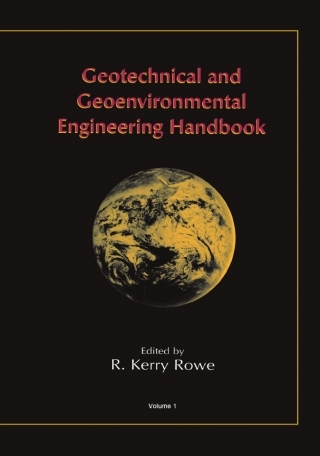 Geotechnical and
Geoenvironmental
Engineering Handbook
Edited by
R. Kerry Rowe
Volume 1